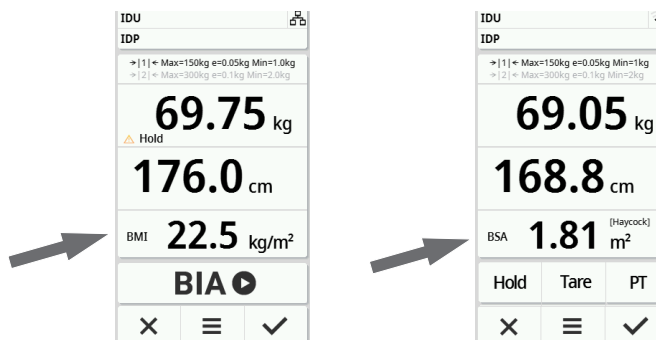 IDU
IDP
→|1|← Max=150kg e=0.05kg Min=1.0kg
→|2|← Max=300kg e=0.1kg Min=2.0kg
69.75 kg
Hold
176.0 cm
BMI 22.5 kg/m²
BIA
IDU
IDP
→|1|← Max=150kg e=0.05kg Min=1kg
→|2|← Max=300kg e=0.1kg Min=2kg
69.05 kg
168.8 cm
BSA 1.81 [Haycock] m²
Hold Tare PT